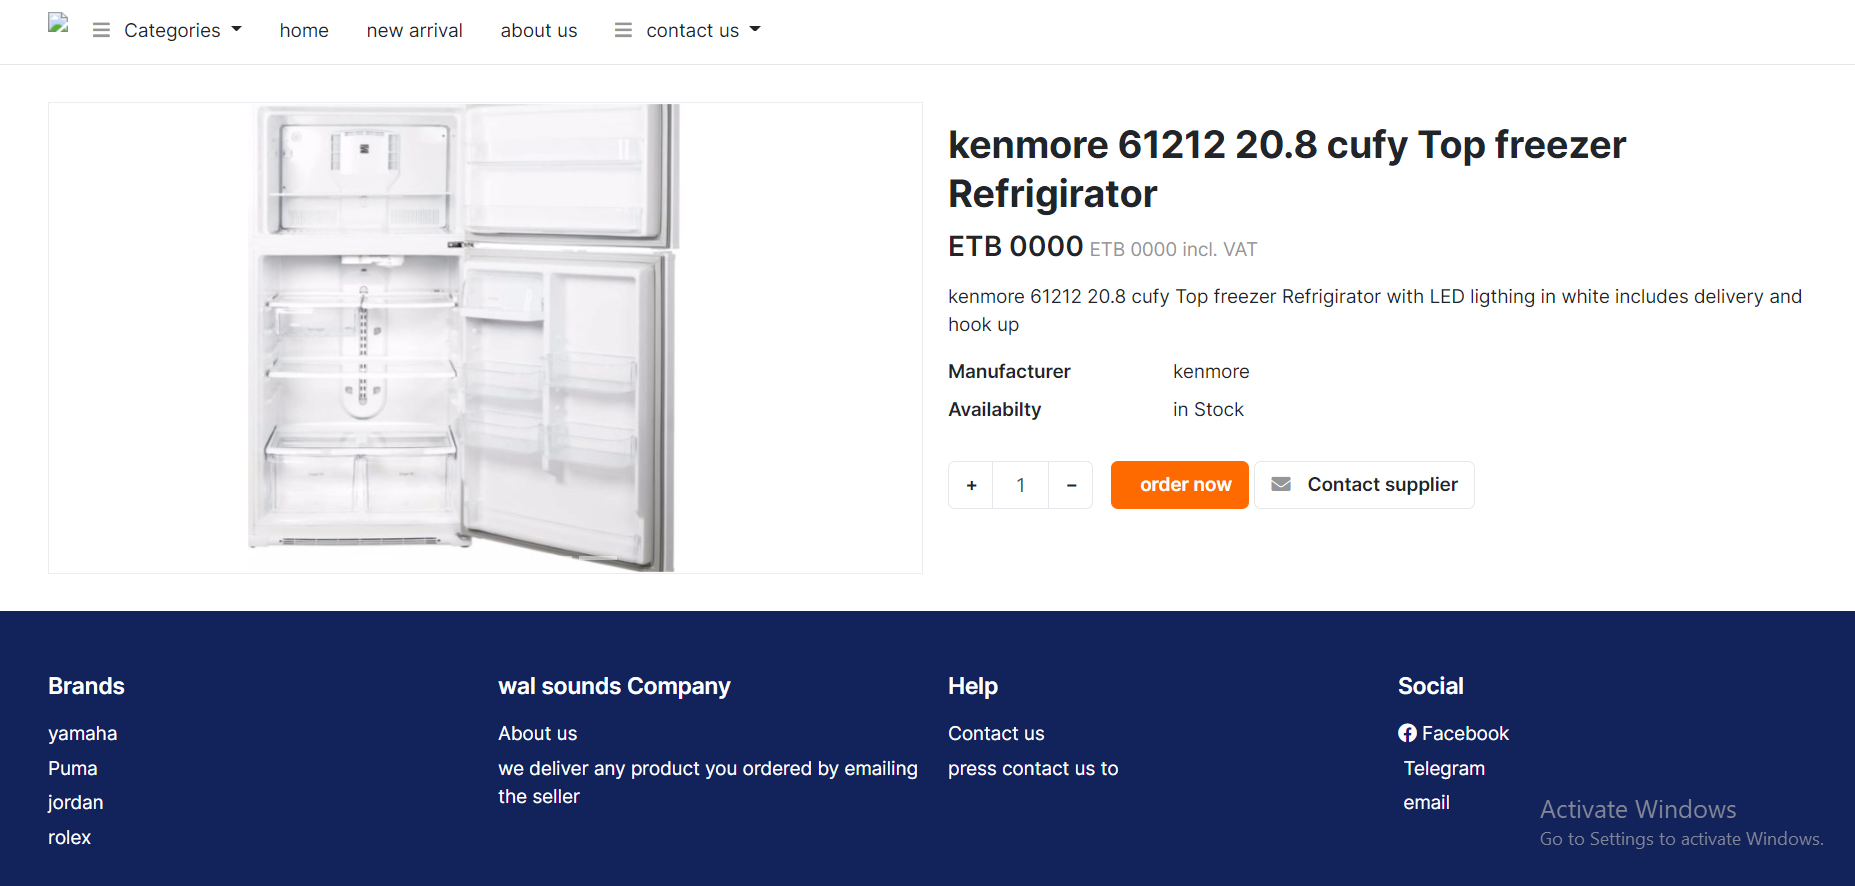 Categories home new arrival about us contact us
kenmore 61212 20.8 cufy Top freezer
Refrigirator
ETB 0000 ETB 0000 incl. VAT
kenmore 61212 20.8 cufy Top freezer Refrigirator with LED ligthing in white includes delivery and
hook up
Manufacturer kenmore
Availabilty in Stock
+ 1 − order now Contact supplier
Brands
yamaha
Puma
jordan
rolex
wal sounds Company
About us
we deliver any product you ordered by emailing
the seller
Help
Contact us
press contact us to
Social
Facebook
Telegram
email
Activate Windows
Go to Settings to activate Windows.